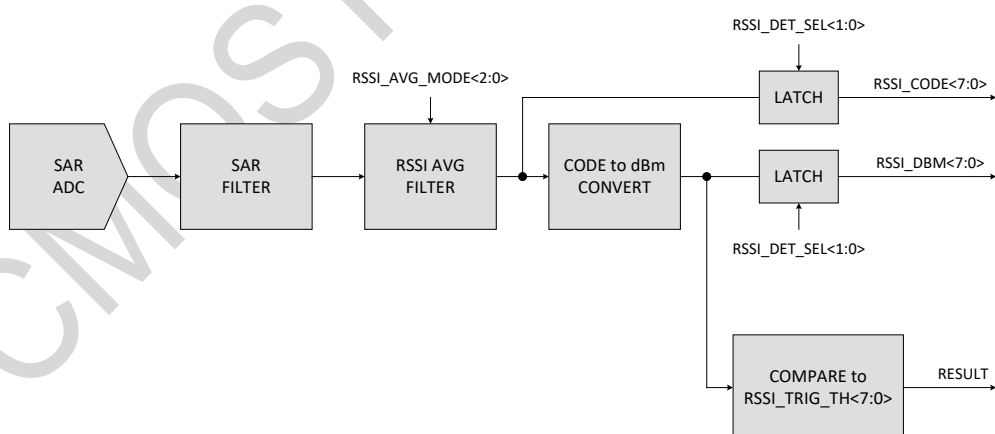 RSSI_DET_SEL<1:0>
RSSI_AVG_MODE<2:0>
LATCH
RSSI_CODE<7:0>
SAR
ADC
SAR
FILTER
RSSI AVG
FILTER
CODE to dBm
CONVERT
LATCH
RSSI_DBM<7:0>
RSSI_DET_SEL<1:0>
COMPARE to
RSSI_TRIG_TH<7:0>
RESULT
CMOST